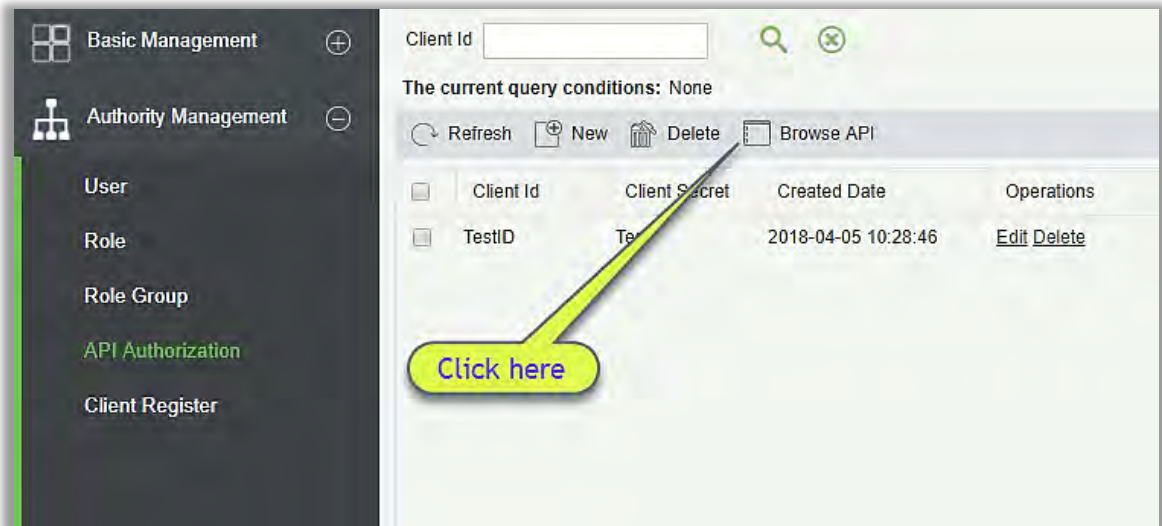 Basic Management
Authority Management
User
Role
Role Group
API Authorization
Client Register
Client Id
The current query conditions: None
Refresh New Delete Browse API
Client Id Client Secret Created Date Operations
TestID 2018-04-05 10:28:46 Edit Delete
Click here